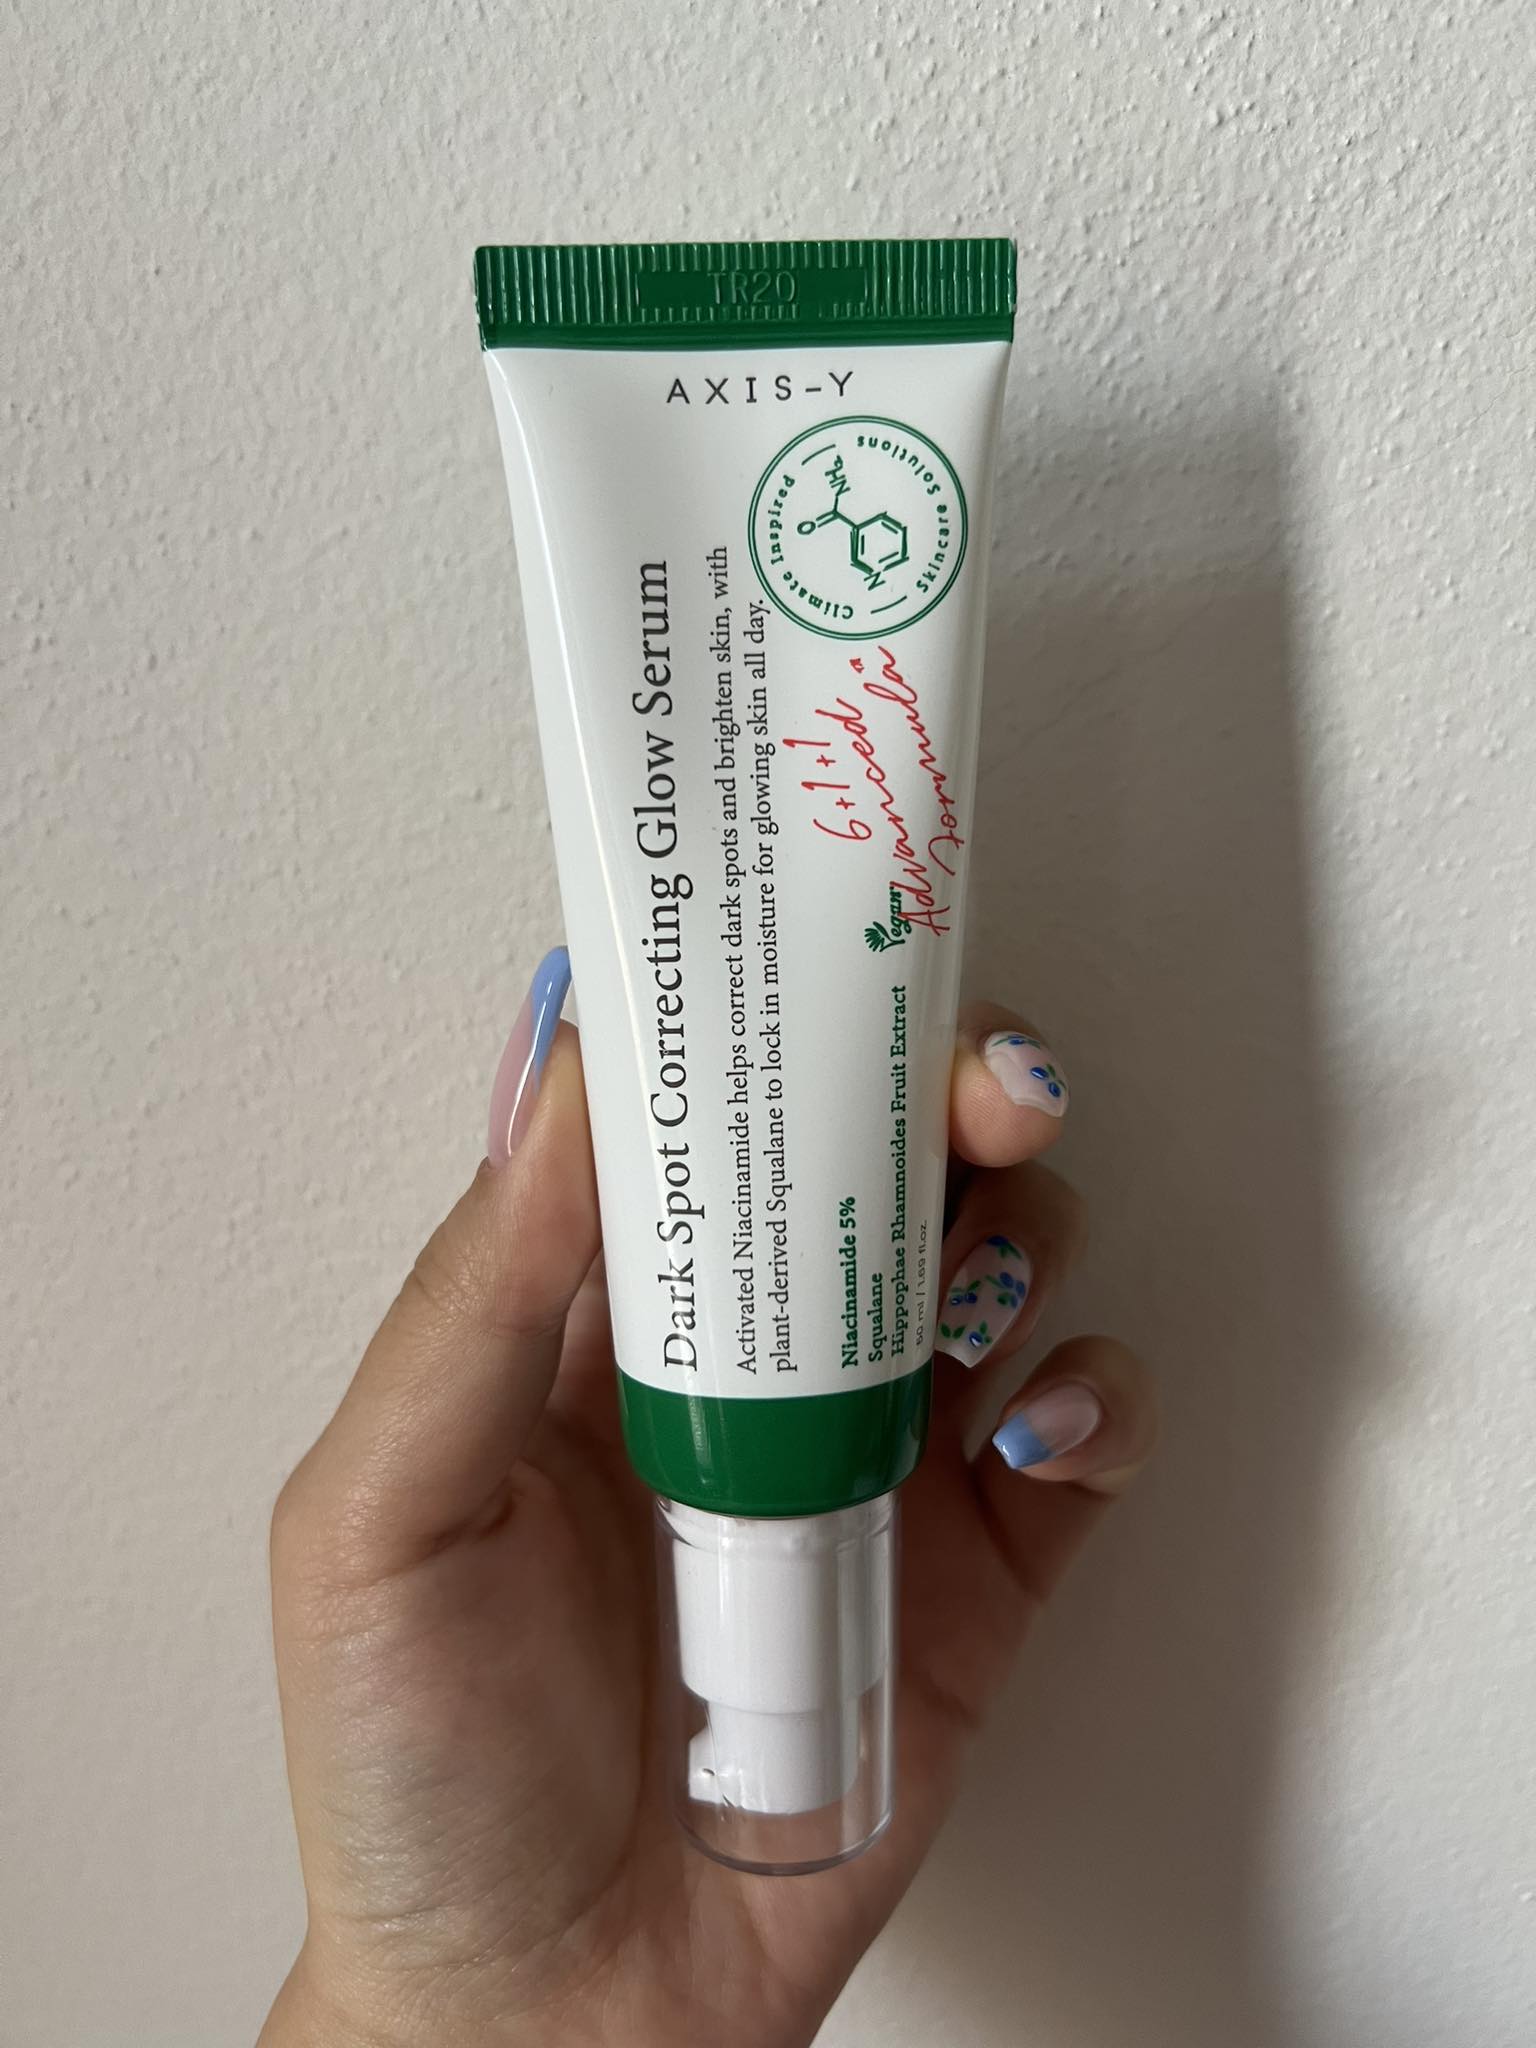 TR20
AXIS-Y
Climate Inspired
Skincare Solutions
O
NH₂
N
Dark Spot Correcting Glow Serum
Activated Niacinamide helps correct dark spots and brighten skin, with
plant-derived Squalane to lock in moisture for glowing skin all day.
6+1+1
Advanced
Formula™
Vegan
Niacinamide 5%
Squalane
Hippophae Rhamnoides Fruit Extract
50 ml / 1.69 fl.oz